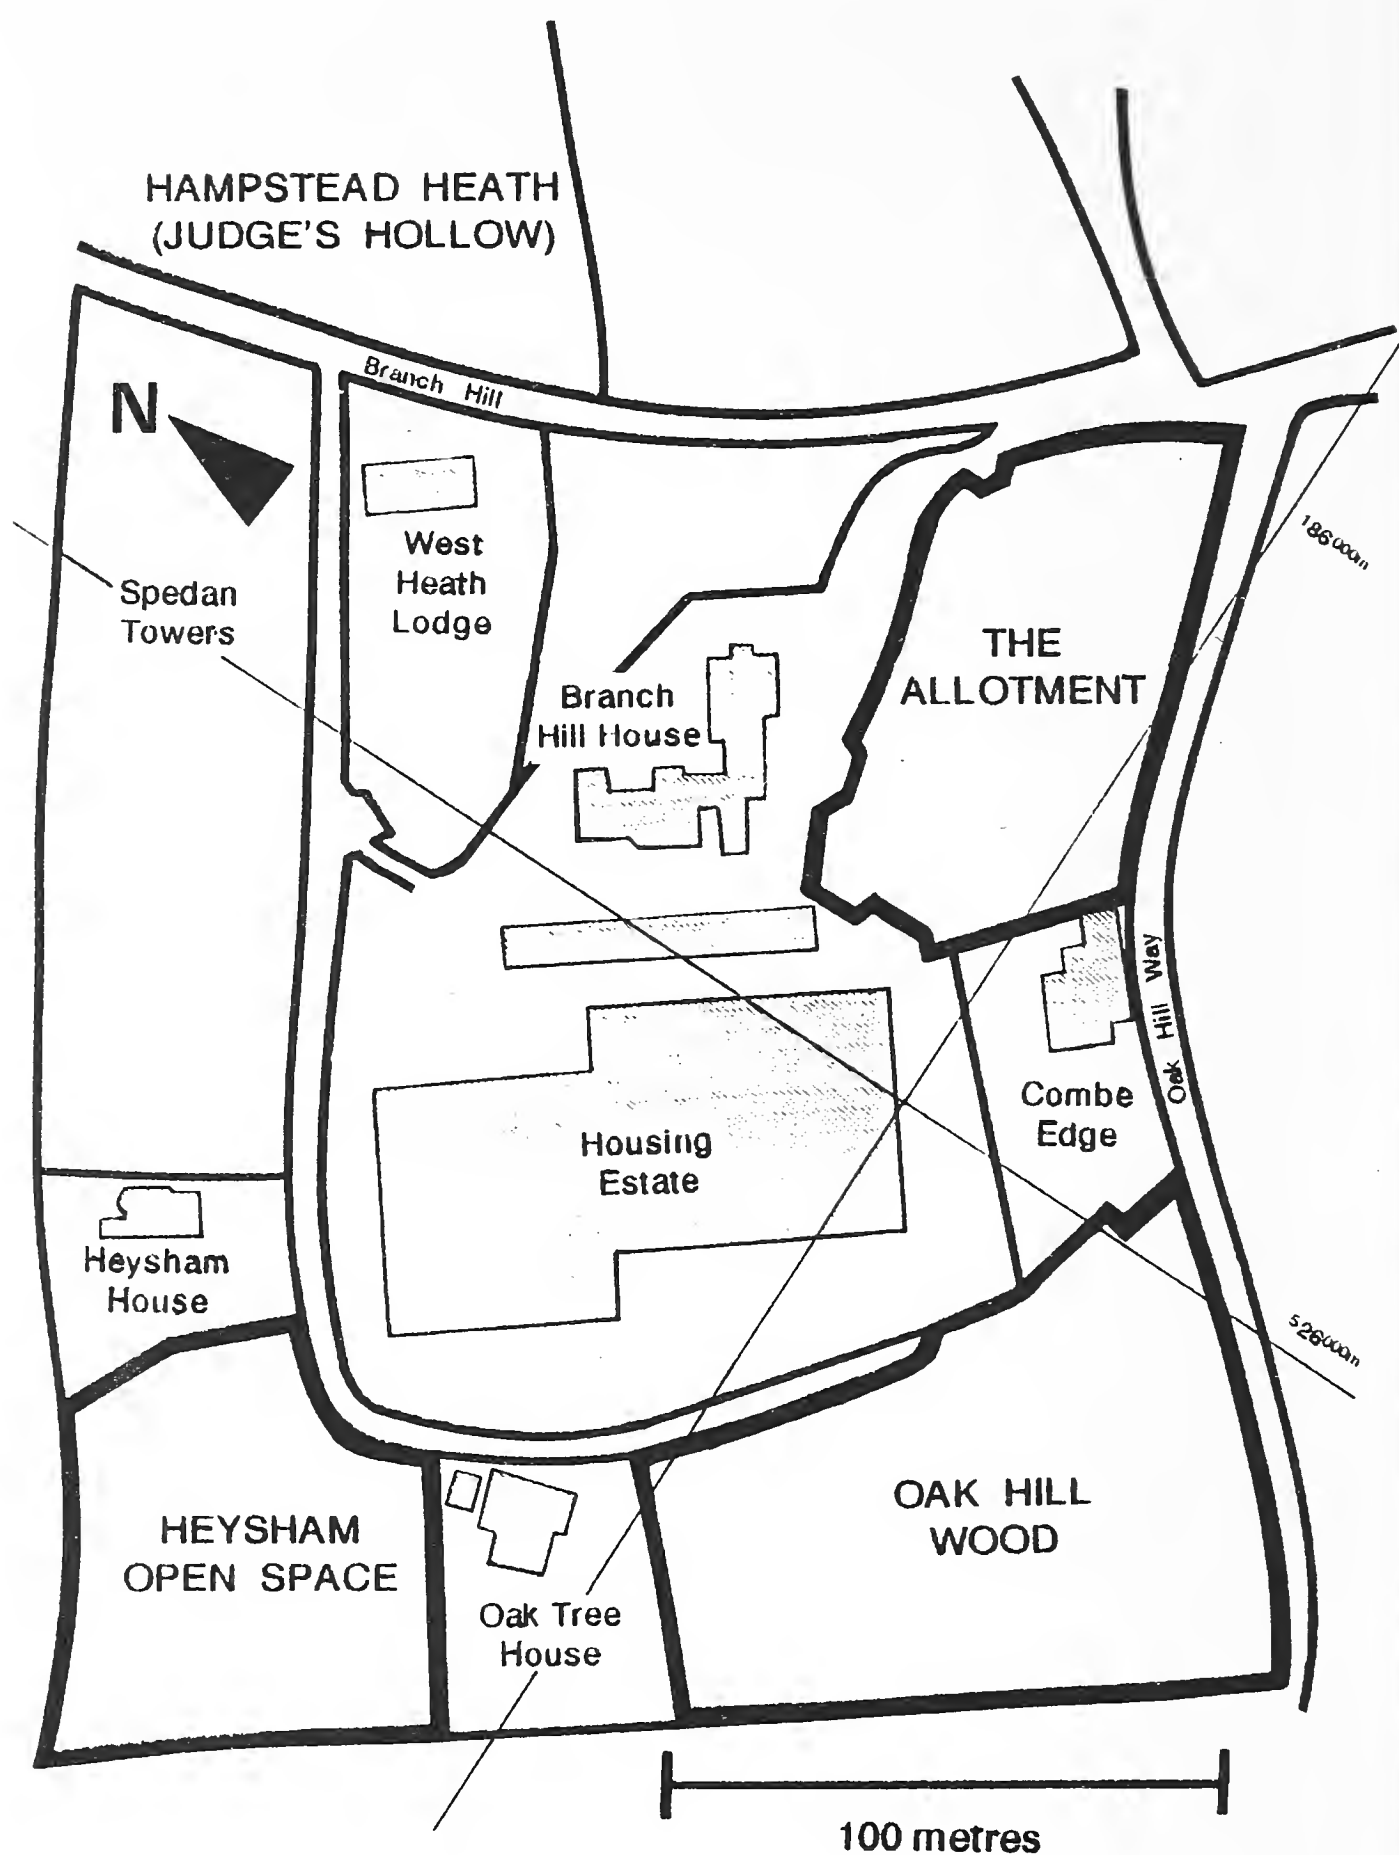 HAMPSTEAD HEATH
(JUDGE'S HOLLOW)
Branch Hill
N
West
Heath
Lodge
186000m
Spedan
Towers
THE
ALLOTMENT
Branch
Hill House
Oak Hill Way
Combe
Edge
Housing
Estate
Heysham
House
526000m
OAK HILL
WOOD
HEYSHAM
OPEN SPACE
Oak Tree
House
100 metres